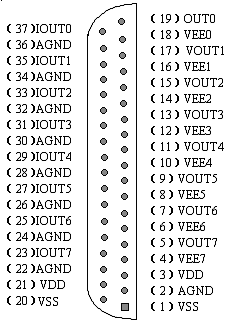 (37)IOUT0
(36)AGND
(35)IOUT1
(34)AGND
(33)IOUT2
(32)AGND
(31)IOUT3
(30)AGND
(29)IOUT4
(28)AGND
(27)IOUT5
(26)AGND
(25)IOUT6
(24)AGND
(23)IOUT7
(22)AGND
(21)VDD
(20)VSS
(19) OUT0
(18) VEE0
(17) VOUT1
(16) VEE1
(15) VOUT2
(14) VEE2
(13) VOUT3
(12) VEE3
(11) VOUT4
(10) VEE4
(9) VOUT5
(8) VEE5
(7) VOUT6
(6) VEE6
(5) VOUT7
(4) VEE7
(3) VDD
(2) AGND
(1) VSS